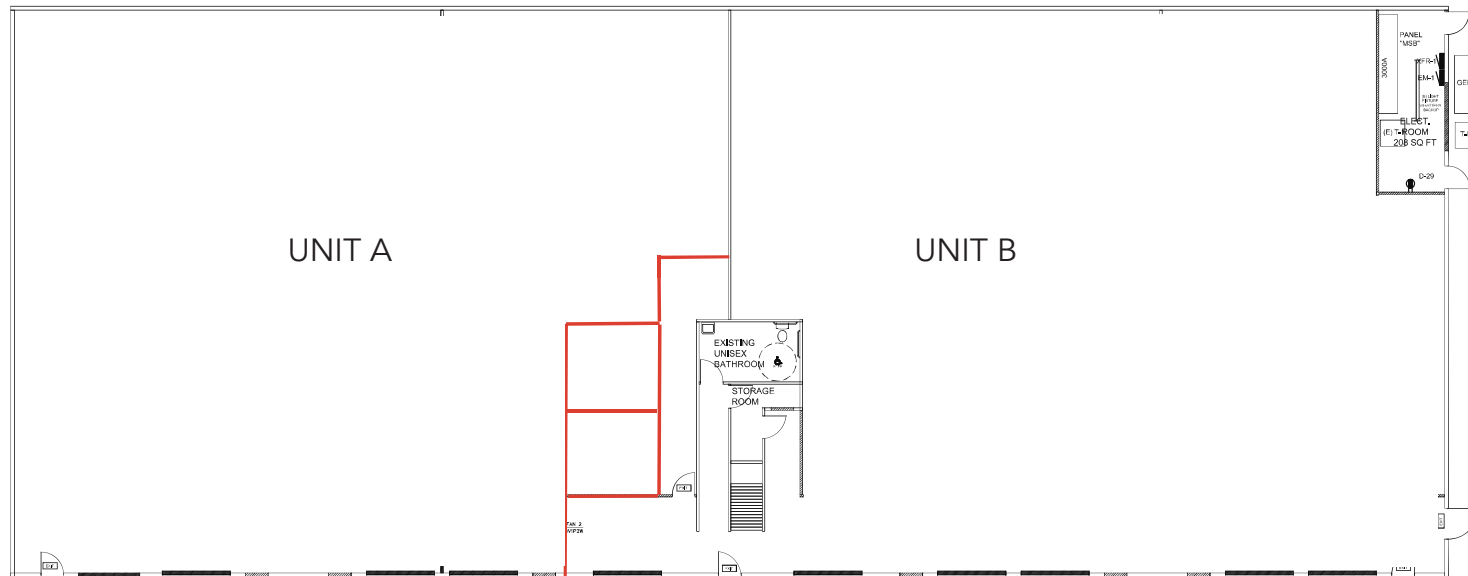 PANEL
"MSB"
3000A
XFR-1
EM-1
ELECT.
(E) T-
ROOM
208 SQ FT
D-29
UNIT A
UNIT B
EXISTING
UNISEX
BATHROOM
STORAGE
ROOM